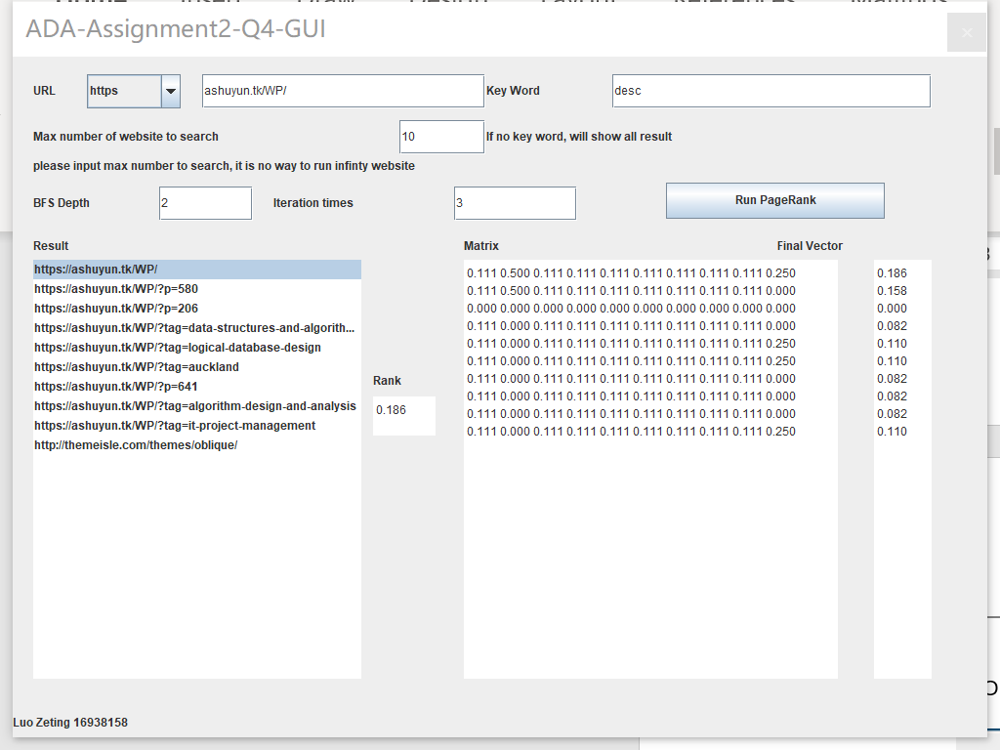 ADA-Assignment2-Q4-GUI
URL https ashuyun.tk/WP/ Key Word desc
Max number of website to search 10 If no key word, will show all result
please input max number to search, it is no way to run infinty website
BFS Depth 2 Iteration times 3 Run PageRank
Result Matrix Final Vector
https://ashuyun.tk/WP/
https://ashuyun.tk/WP/?p=580
https://ashuyun.tk/WP/?p=206
https://ashuyun.tk/WP/?tag=data-structures-and-algorith...
https://ashuyun.tk/WP/?tag=logical-database-design
https://ashuyun.tk/WP/?tag=auckland
https://ashuyun.tk/WP/?p=641
https://ashuyun.tk/WP/?tag=algorithm-design-and-analysis
https://ashuyun.tk/WP/?tag=it-project-management
http://themeisle.com/themes/oblique/
Rank
0.186
0.111 0.500 0.111 0.111 0.111 0.111 0.111 0.111 0.111 0.250
0.111 0.500 0.111 0.111 0.111 0.111 0.111 0.111 0.111 0.000
0.000 0.000 0.000 0.000 0.000 0.000 0.000 0.000 0.000 0.000
0.111 0.000 0.111 0.111 0.111 0.111 0.111 0.111 0.111 0.000
0.111 0.000 0.111 0.111 0.111 0.111 0.111 0.111 0.111 0.250
0.111 0.000 0.111 0.111 0.111 0.111 0.111 0.111 0.111 0.250
0.111 0.000 0.111 0.111 0.111 0.111 0.111 0.111 0.111 0.000
0.111 0.000 0.111 0.111 0.111 0.111 0.111 0.111 0.111 0.000
0.111 0.000 0.111 0.111 0.111 0.111 0.111 0.111 0.111 0.000
0.111 0.000 0.111 0.111 0.111 0.111 0.111 0.111 0.111 0.250
0.186
0.158
0.000
0.082
0.110
0.110
0.082
0.082
0.082
0.110
Luo Zeting 16938158